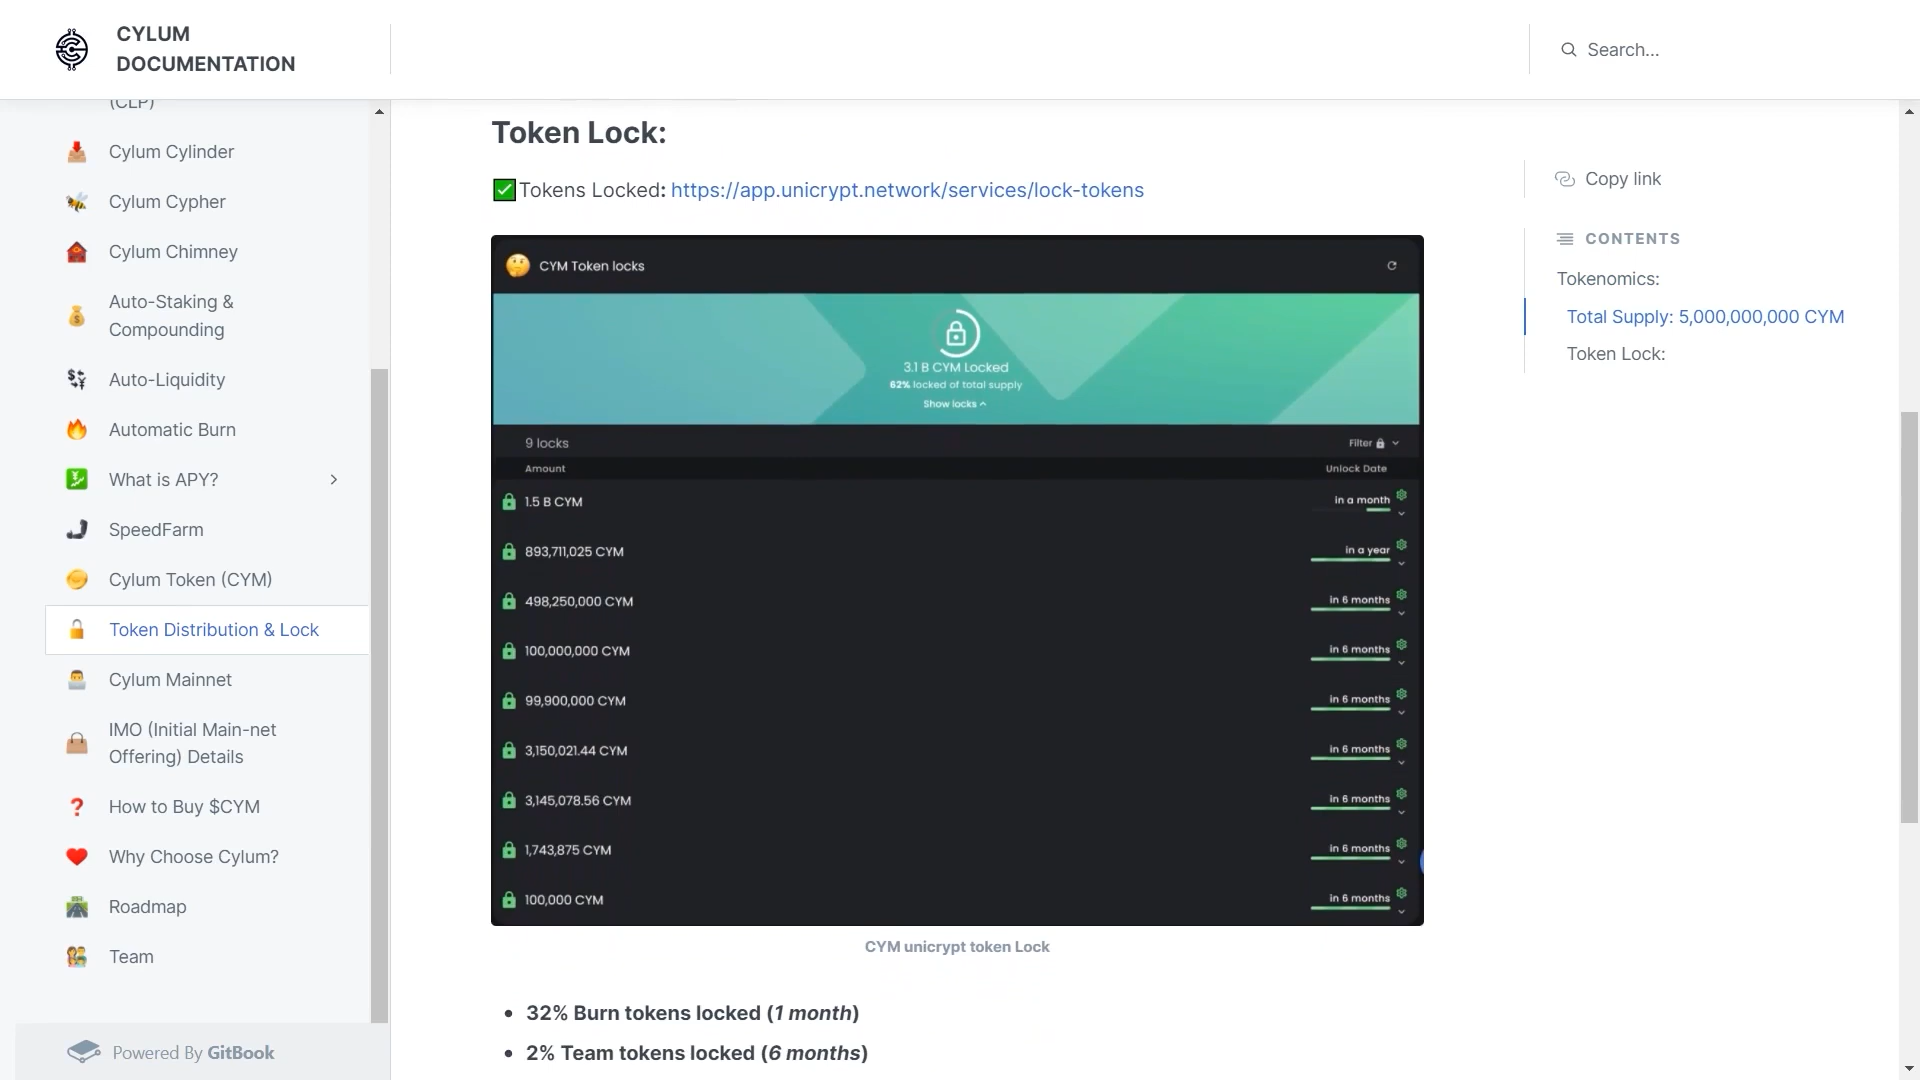 CYLUM
DOCUMENTATION
Search...
(CLP)
Cylum Cylinder
Cylum Cypher
Cylum Chimney
Auto-Staking &
Compounding
Auto-Liquidity
Automatic Burn
What is APY?
SpeedFarm
Cylum Token (CYM)
Token Distribution & Lock
Cylum Mainnet
IMO (Initial Main-net
Offering) Details
How to Buy $CYM
Why Choose Cylum?
Roadmap
Team
Powered By GitBook
Token Lock:
Tokens Locked: https://app.unicrypt.network/services/lock-tokens
CYM Token locks
3.1 B CYM Locked
62% locked of total supply
Show locks
9 locks
Filter
Amount
Unlock Date
1.5 B CYM
in a month
893,711,025 CYM
in a year
498,250,000 CYM
in 6 months
100,000,000 CYM
in 6 months
99,900,000 CYM
in 6 months
3,150,021.44 CYM
in 6 months
3,145,078.56 CYM
in 6 months
1,743,875 CYM
in 6 months
100,000 CYM
in 6 months
CYM unicrypt token Lock
• 32% Burn tokens locked (1 month)
• 2% Team tokens locked (6 months)
Copy link
CONTENTS
Tokenomics:
Total Supply: 5,000,000,000 CYM
Token Lock: